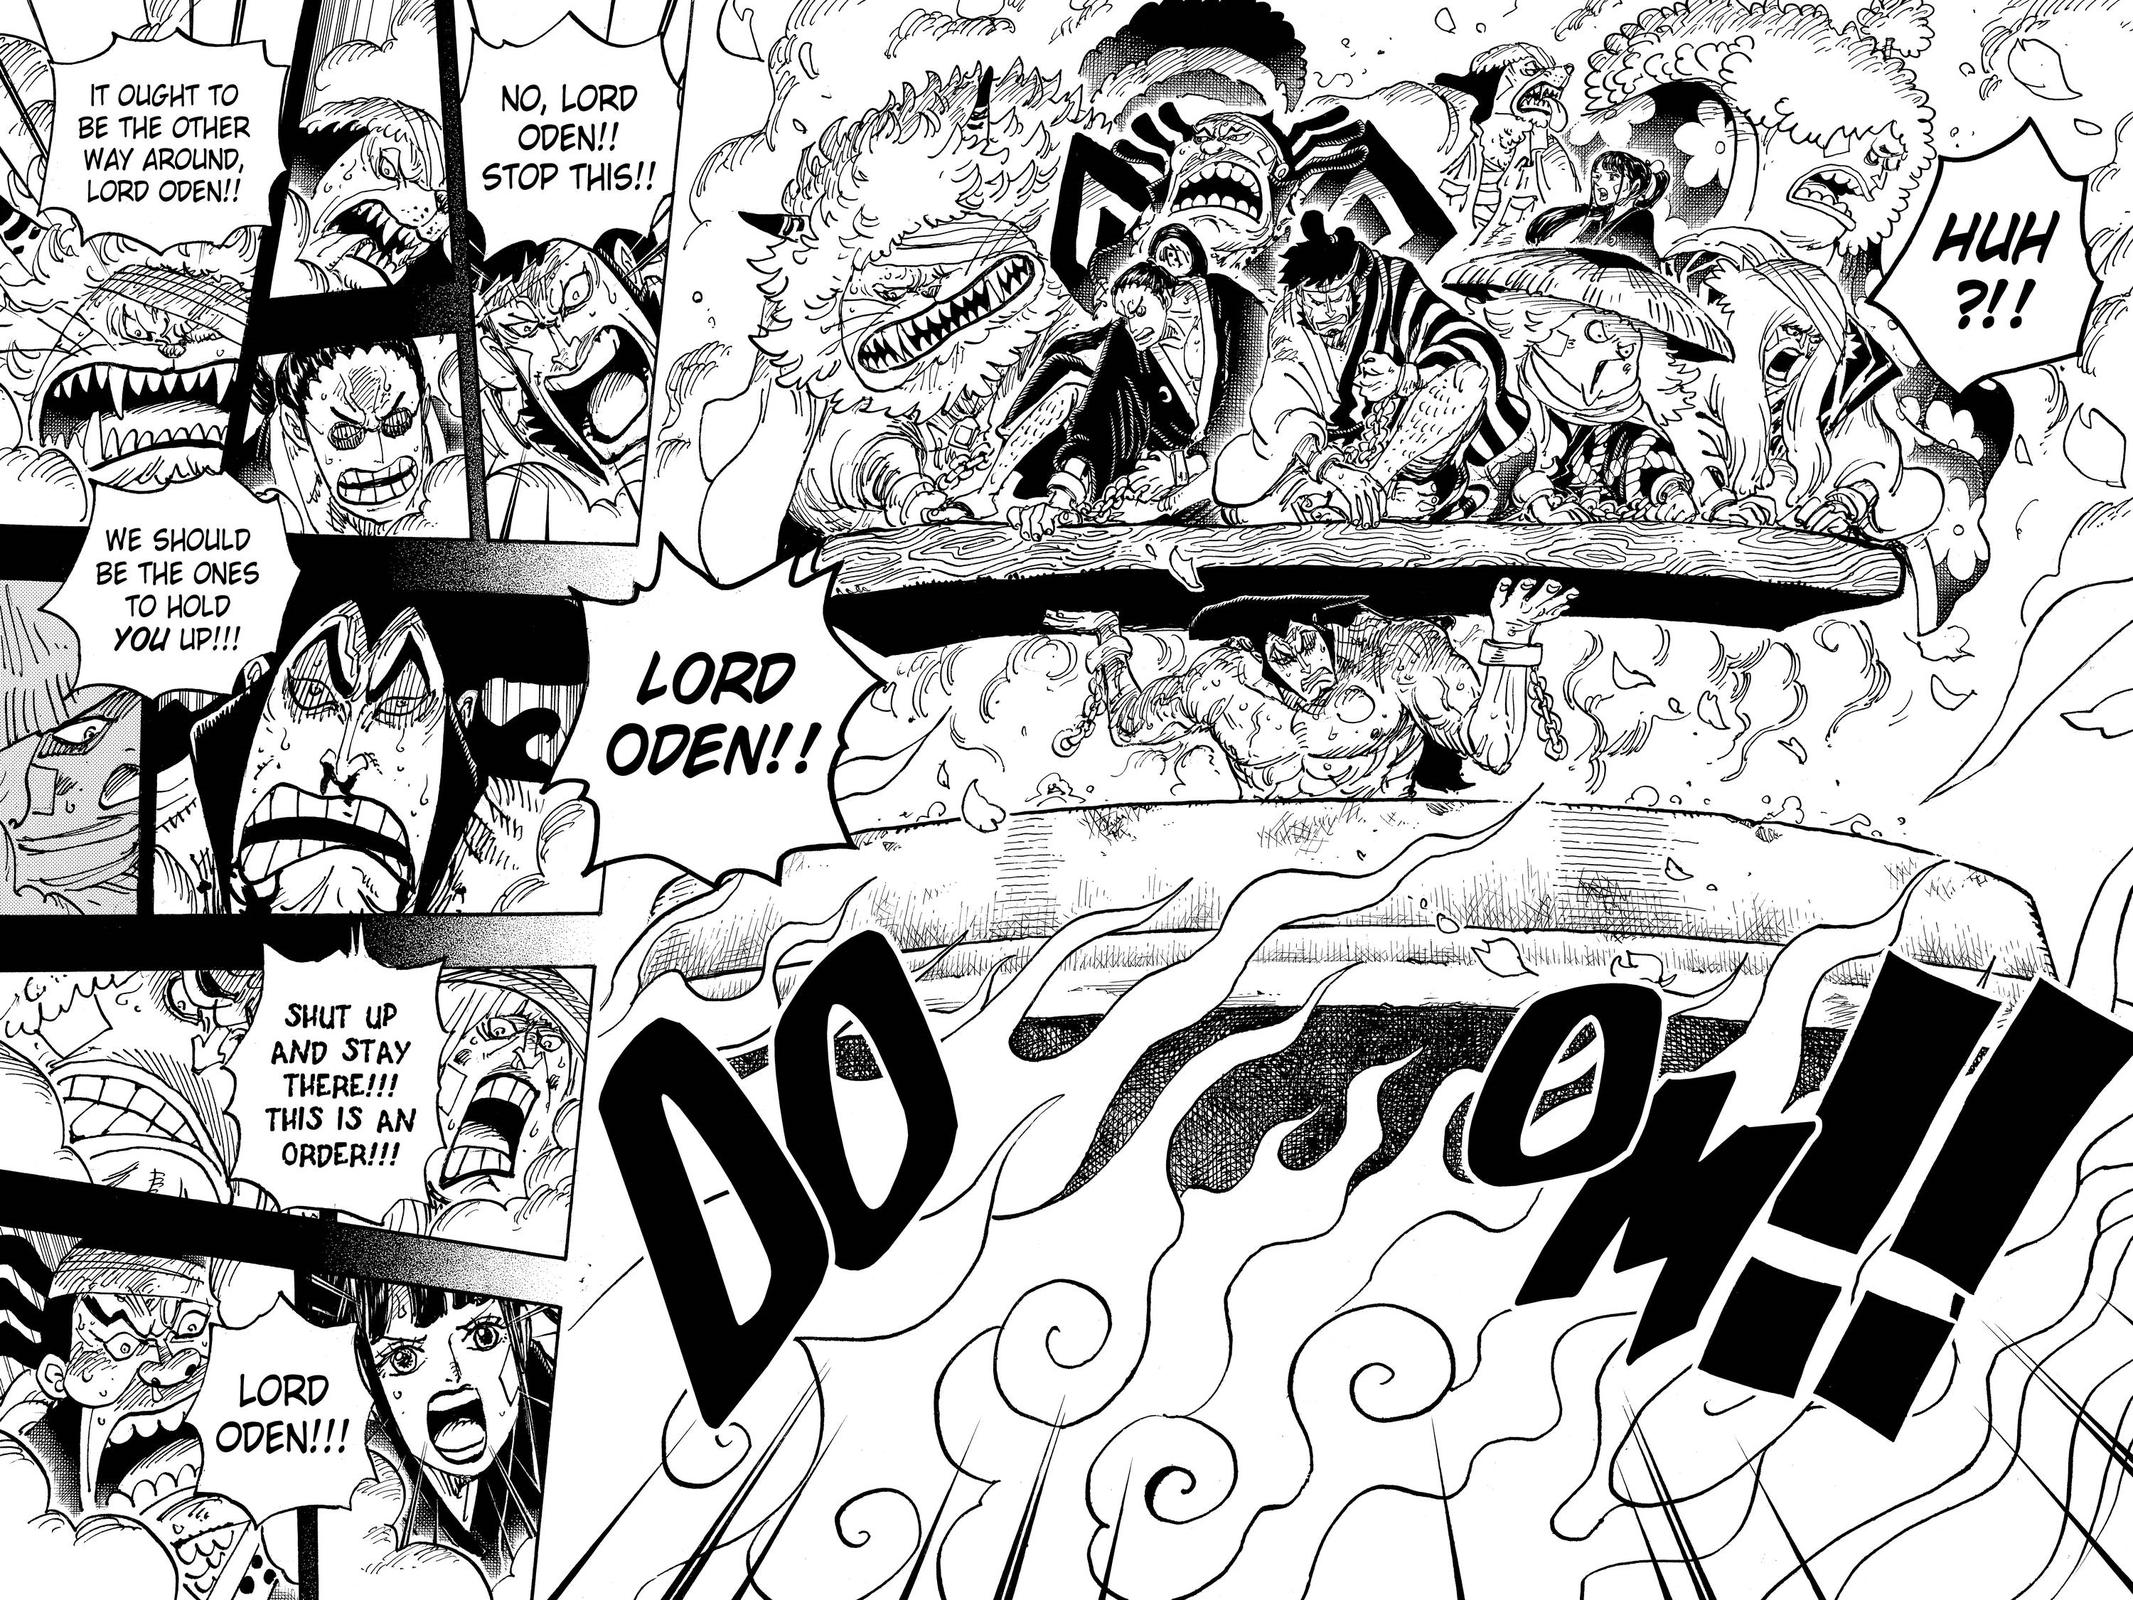 HUH
?!!
LORD
ODEN!!
DOOM!!
NO, LORD
ODEN!!
STOP THIS!!
IT OUGHT TO
BE THE OTHER
WAY AROUND,
LORD ODEN!!
WE SHOULD
BE THE ONES
TO HOLD
YOU UP!!!
SHUT UP
AND STAY
THERE!!!
THIS IS AN
ORDER!!!
LORD
ODEN!!!